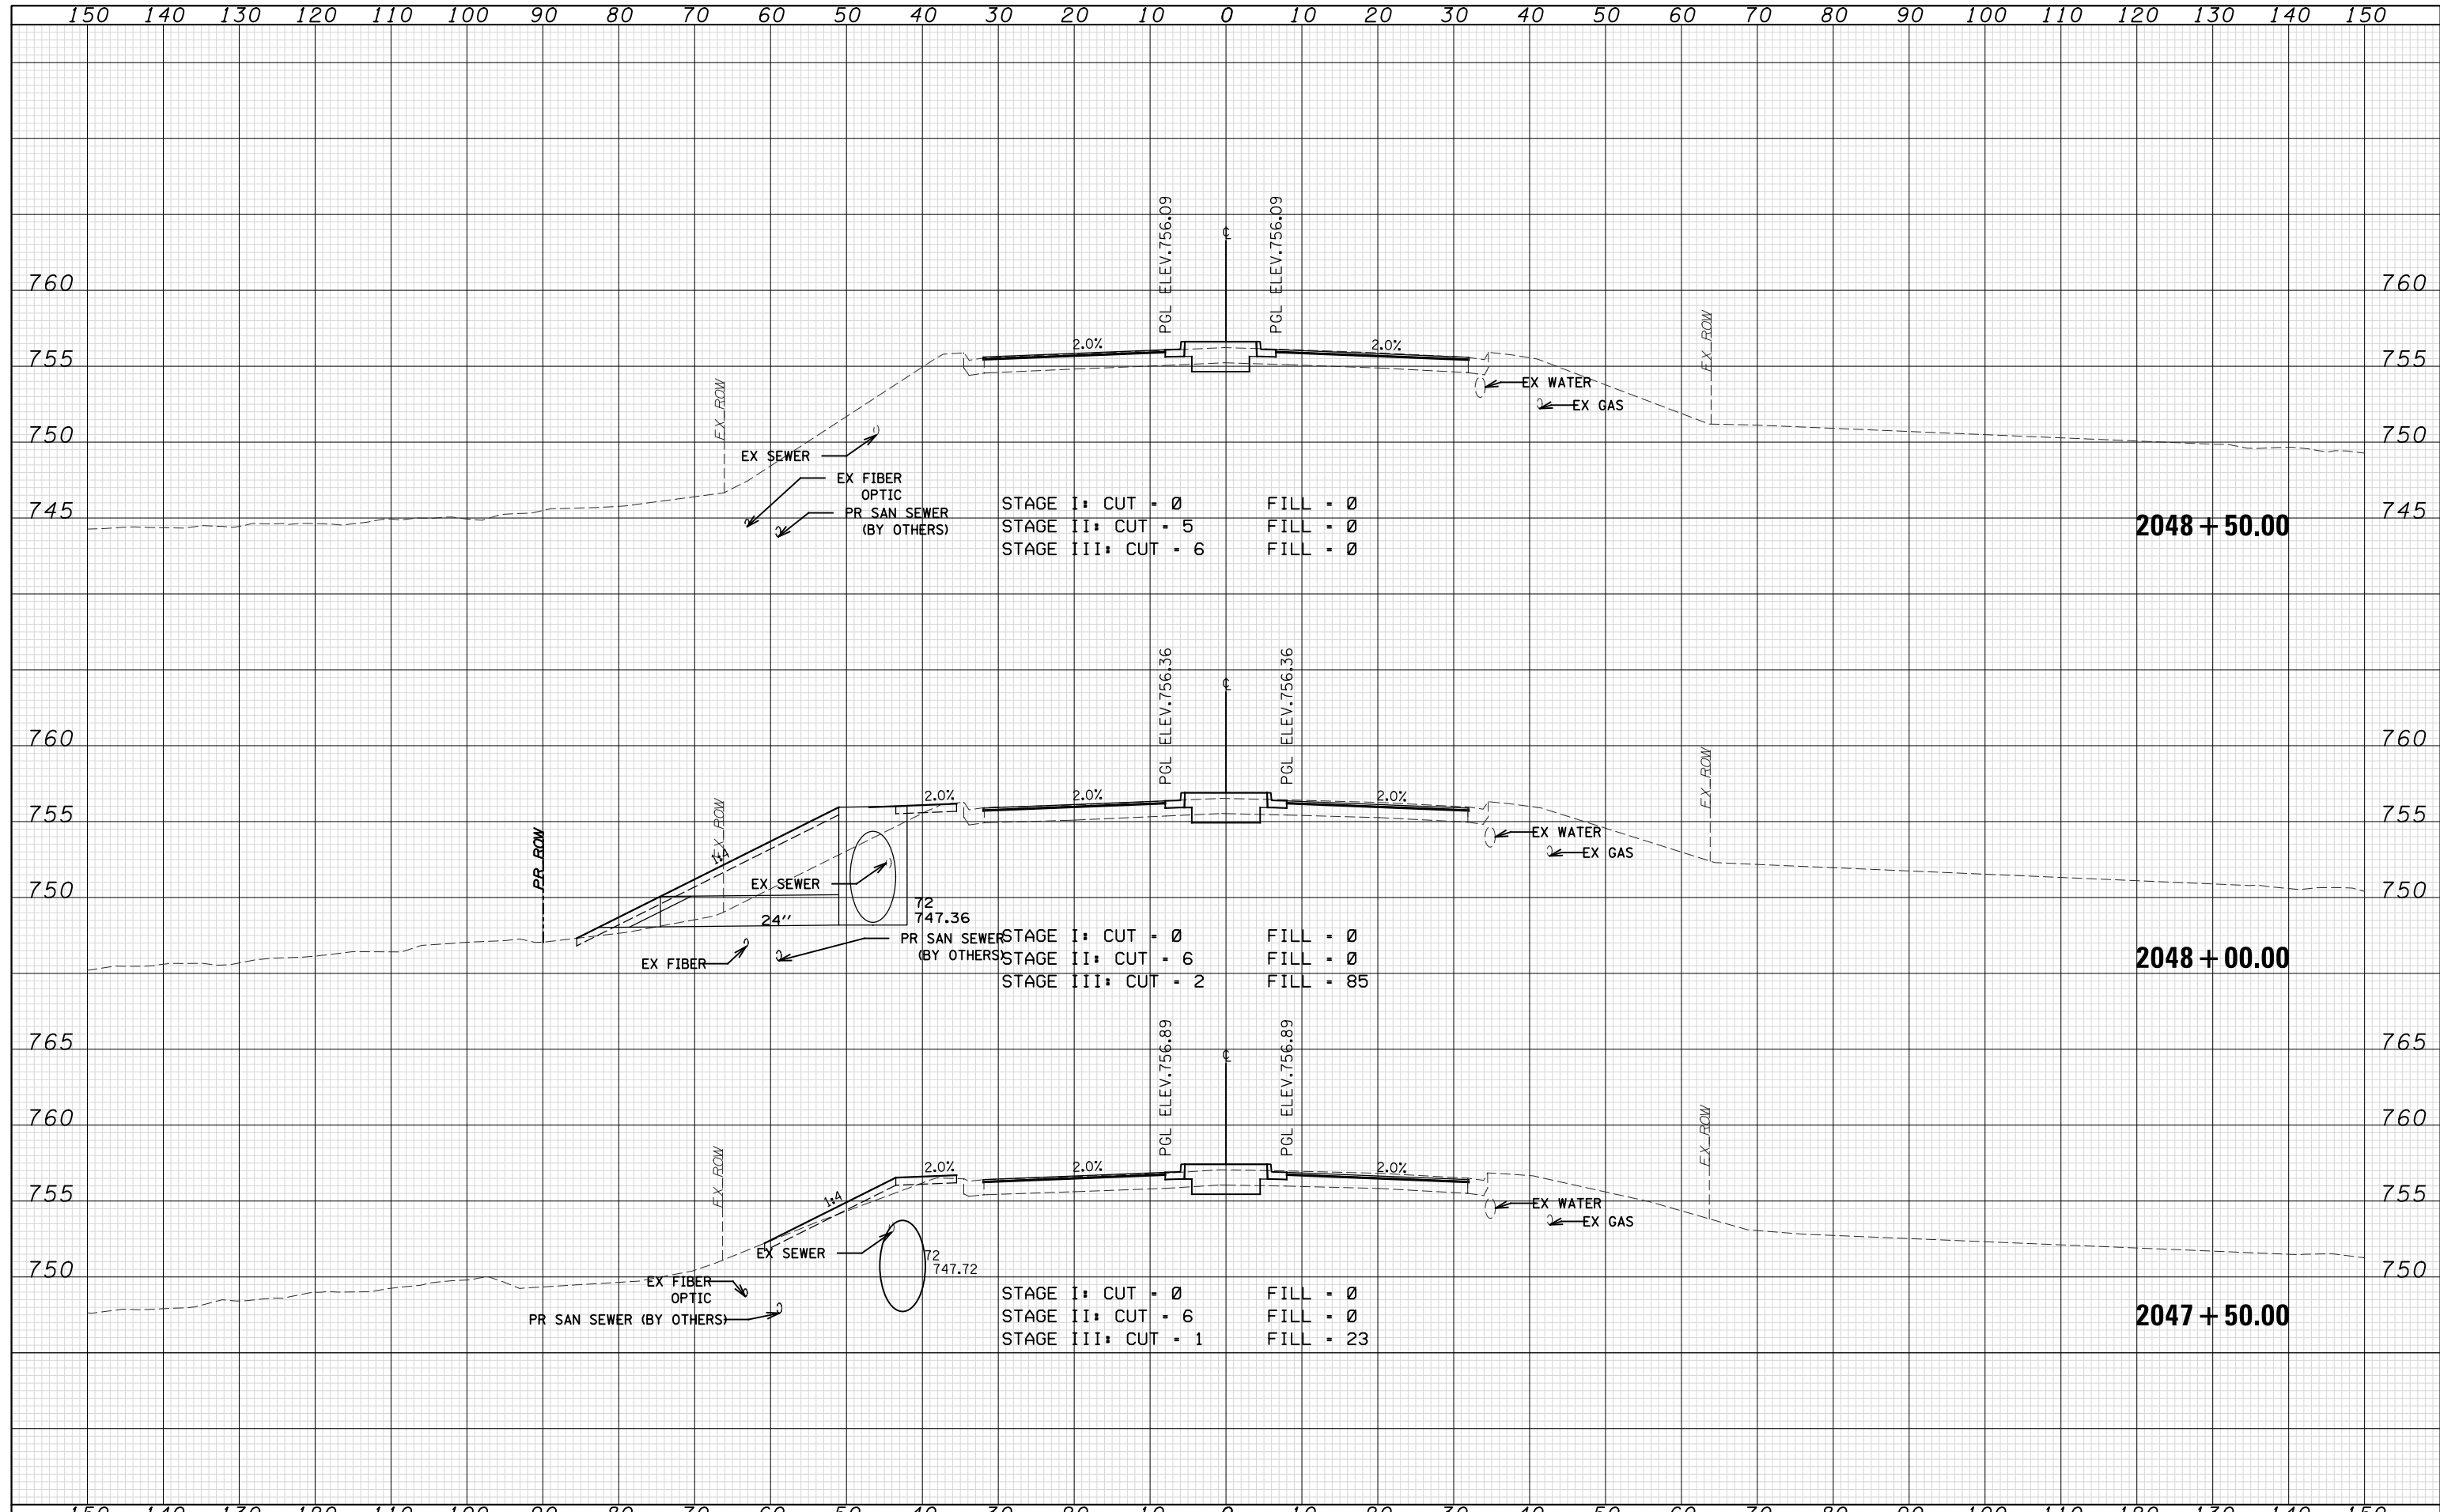 150 140 130 120 110 100 90 80 70 60 50 40 30 20 10 0 10 20 30 40 50 60 70 80 90 100 110 120 130 140 150
PGL ELEV.756.09
PGL ELEV.756.09
℄
760 760
EX ROW
2.0% 2.0%
755 755
EX ROW
EX WATER
EX GAS
750 750
EX SEWER
EX FIBER
OPTIC
PR SAN SEWER
(BY OTHERS)
745 745
STAGE I: CUT = 0 FILL = 0
STAGE II: CUT = 5 FILL = 0
STAGE III: CUT = 6 FILL = 0
2048 + 50.00
PGL ELEV.756.36
PGL ELEV.756.36
℄
760 760
EX ROW
2.0% 2.0% 2.0%
755 755
PR ROW
EX ROW
1:4
EX WATER
EX GAS
EX SEWER
750 750
72
747.36
24''
PR SAN SEWER
(BY OTHERS)
EX FIBER
STAGE I: CUT = 0 FILL = 0
STAGE II: CUT = 6 FILL = 0
STAGE III: CUT = 2 FILL = 85
2048 + 00.00
765 765
PGL ELEV.756.89
PGL ELEV.756.89
℄
760 760
EX ROW
EX ROW
2.0% 2.0% 2.0%
755 755
1:4
EX WATER
EX GAS
EX SEWER
72
747.72
750 750
EX FIBER
OPTIC
PR SAN SEWER (BY OTHERS)
STAGE I: CUT = 0 FILL = 0
STAGE II: CUT = 6 FILL = 0
STAGE III: CUT = 1 FILL = 23
2047 + 50.00
150 140 130 120 110 100 90 80 70 60 50 40 30 20 10 0 10 20 30 40 50 60 70 80 90 100 110 120 130 140 150